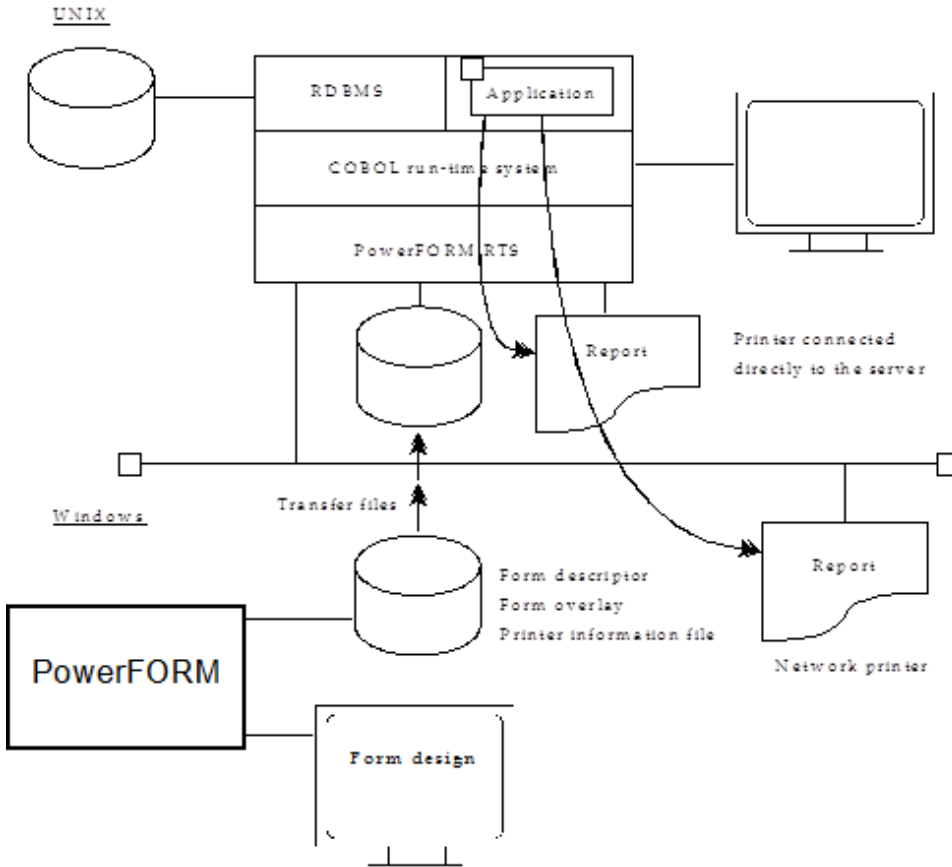 UNIX
RDBMS
Application
COBOL run-time system
PowerFORM RTS
Report
Printer connected
directly to the server
Transfer files
Windows
Form descriptor
Form overlay
Printer information file
Report
PowerFORM
Network printer
Form design